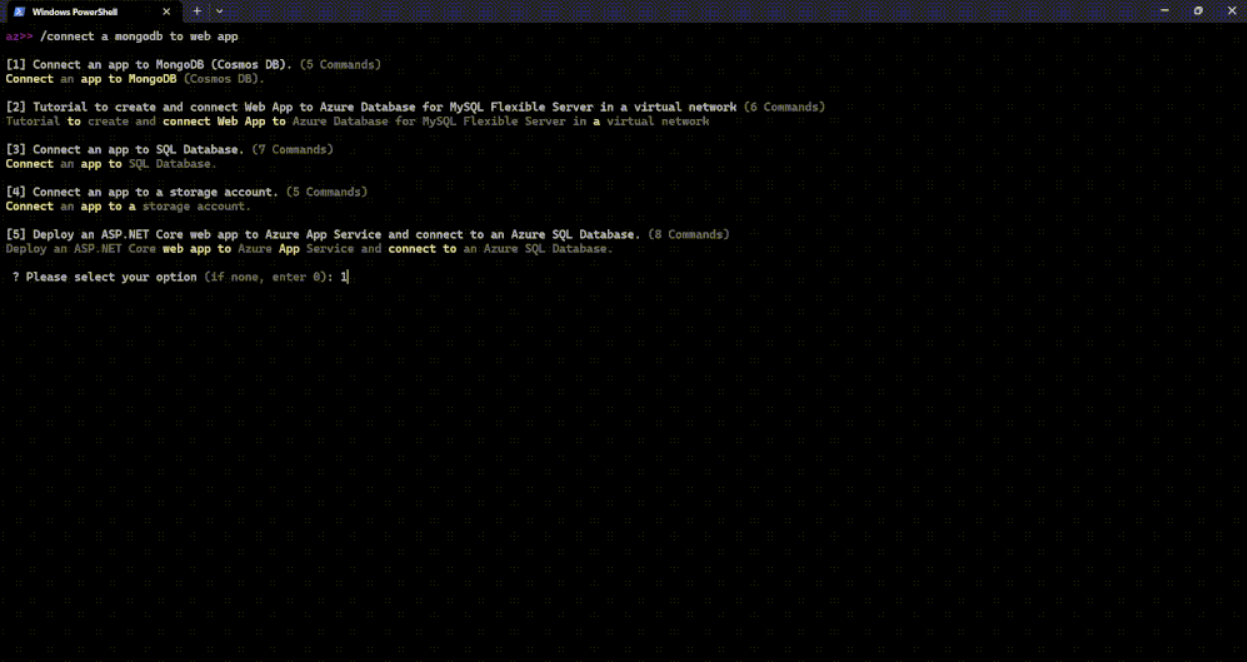 Windows PowerShell
az>> /connect a mongodb to web app
[1] Connect an app to MongoDB (Cosmos DB). (5 Commands)
Connect an app to MongoDB (Cosmos DB).
[2] Tutorial to create and connect Web App to Azure Database for MySQL Flexible Server in a virtual network (6 Commands)
Tutorial to create and connect Web App to Azure Database for MySQL Flexible Server in a virtual network
[3] Connect an app to SQL Database. (7 Commands)
Connect an app to SQL Database.
[4] Connect an app to a storage account. (5 Commands)
Connect an app to a storage account.
[5] Deploy an ASP.NET Core web app to Azure App Service and connect to an Azure SQL Database. (8 Commands)
Deploy an ASP.NET Core web app to Azure App Service and connect to an Azure SQL Database.
? Please select your option (if none, enter 0): 1